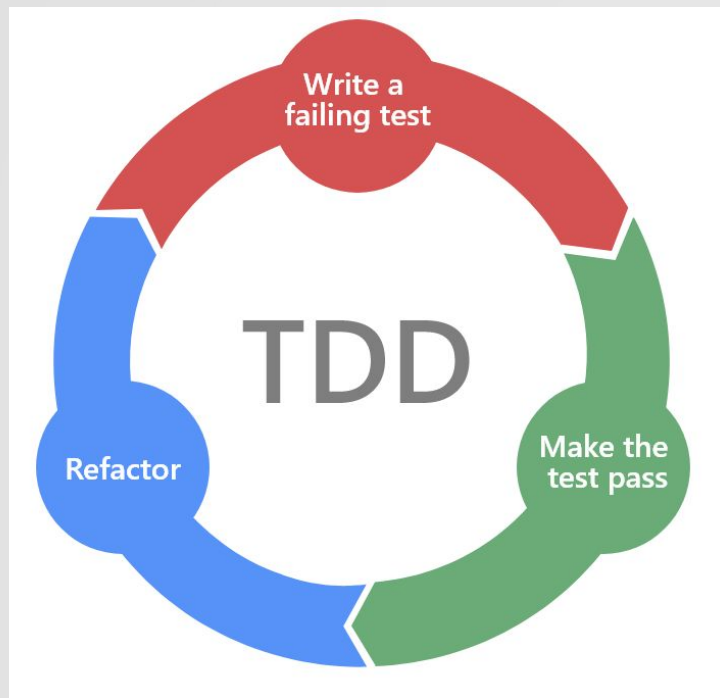 Write a
failing test
TDD
Make the
test pass
Refactor